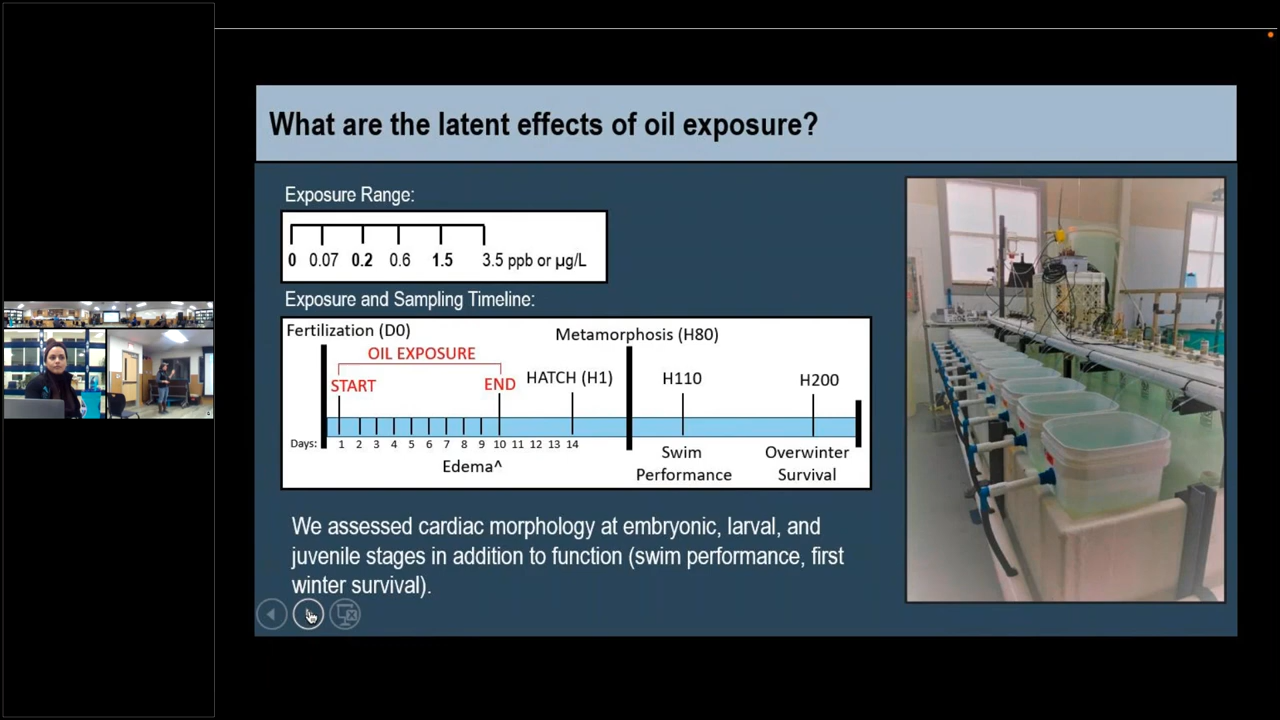 What are the latent effects of oil exposure?
Exposure Range:
0 0.07 0.2 0.6 1.5 3.5 ppb or µg/L
Exposure and Sampling Timeline:
Fertilization (D0)
Metamorphosis (H80)
OIL EXPOSURE
START
END
HATCH (H1)
H110
H200
Days: 1 2 3 4 5 6 7 8 9 10 11 12 13 14
Edema^
Swim
Performance
Overwinter
Survival
We assessed cardiac morphology at embryonic, larval, and
juvenile stages in addition to function (swim performance, first
winter survival).